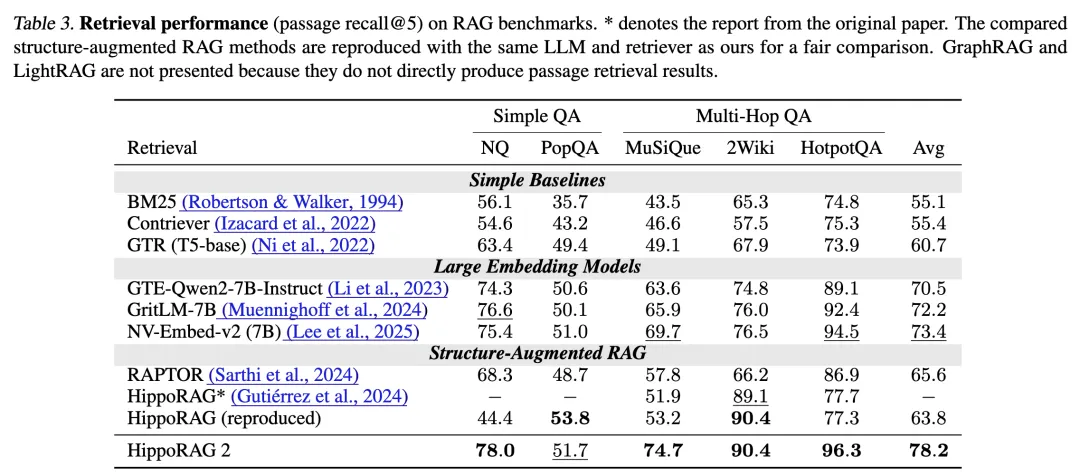 Table 3. Retrieval performance (passage recall@5) on RAG benchmarks. * denotes the report from the original paper. The compared
structure-augmented RAG methods are reproduced with the same LLM and retriever as ours for a fair comparison. GraphRAG and
LightRAG are not presented because they do not directly produce passage retrieval results.
Simple QA Multi-Hop QA
Retrieval NQ PopQA MuSiQue 2Wiki HotpotQA Avg
Simple Baselines
BM25 (Robertson & Walker, 1994) 56.1 35.7 43.5 65.3 74.8 55.1
Contriever (Izacard et al., 2022) 54.6 43.2 46.6 57.5 75.3 55.4
GTR (T5-base) (Ni et al., 2022) 63.4 49.4 49.1 67.9 73.9 60.7
Large Embedding Models
GTE-Qwen2-7B-Instruct (Li et al., 2023) 74.3 50.6 63.6 74.8 89.1 70.5
GritLM-7B (Muennighoff et al., 2024) 76.6 50.1 65.9 76.0 92.4 72.2
NV-Embed-v2 (7B) (Lee et al., 2025) 75.4 51.0 69.7 76.5 94.5 73.4
Structure-Augmented RAG
RAPTOR (Sarthi et al., 2024) 68.3 48.7 57.8 66.2 86.9 65.6
HippoRAG* (Gutiérrez et al., 2024) – – 51.9 89.1 77.7 –
HippoRAG (reproduced) 44.4 53.8 53.2 90.4 77.3 63.8
HippoRAG 2 78.0 51.7 74.7 90.4 96.3 78.2